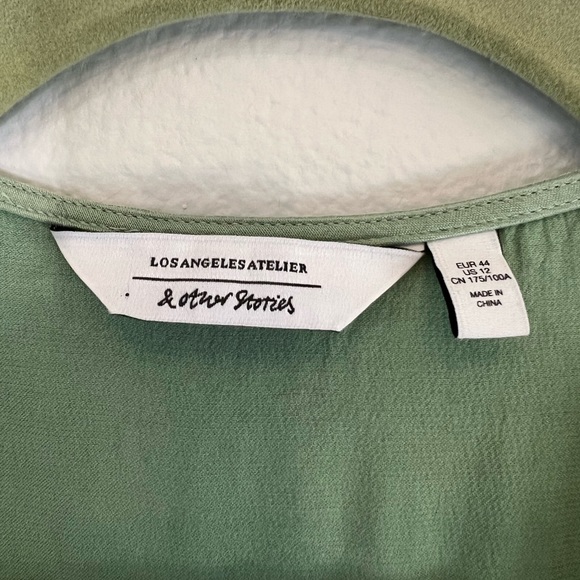 LOS ANGELES ATELIER
& other Stories
EUR 44
US 12
CN 175/100A
MADE IN
CHINA